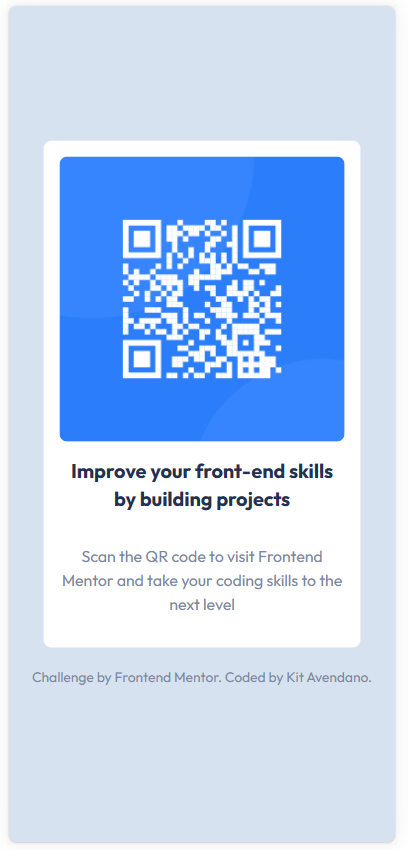 Improve your front-end skills
by building projects
Scan the QR code to visit Frontend
Mentor and take your coding skills to the
next level
Challenge by Frontend Mentor. Coded by Kit Avendano.